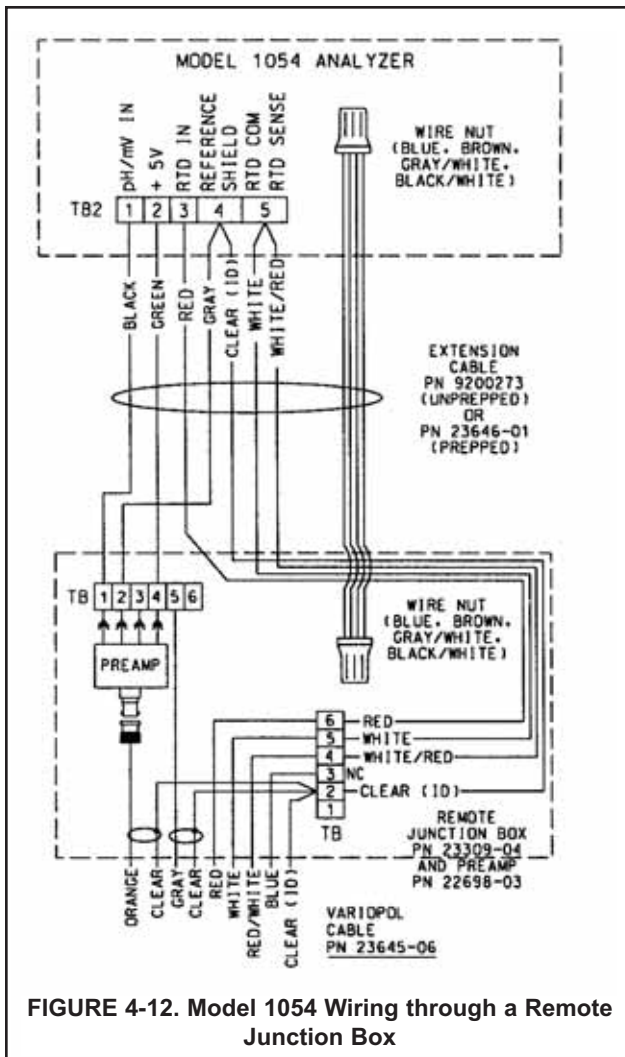 MODEL 1054 ANALYZER
pH/mV IN
+ 5V
RTD IN
REFERENCE
SHIELD
RTD COM
RTD SENSE
TB2 1 2 3 4 5
WIRE NUT
(BLUE, BROWN,
GRAY/WHITE,
BLACK/WHITE)
BLACK
GREEN
RED
GRAY
CLEAR (ID)
WHITE
WHITE/RED
EXTENSION
CABLE
PN 9200273
(UNPREPPED)
OR
PN 23646-01
(PREPPED)
TB 1 2 3 4 5 6
PREAMP
WIRE NUT
(BLUE, BROWN,
GRAY/WHITE,
BLACK/WHITE)
6 RED
5 WHITE
4 WHITE/RED
3 NC
2 CLEAR (ID)
1
TB
REMOTE
JUNCTION BOX
PN 23309-04
AND PREAMP
PN 22698-03
ORANGE
CLEAR
GRAY
CLEAR
RED
WHITE
RED/WHITE
BLUE
CLEAR (ID)
VARIOPOL
CABLE
PN 23645-06
FIGURE 4-12. Model 1054 Wiring through a Remote
Junction Box